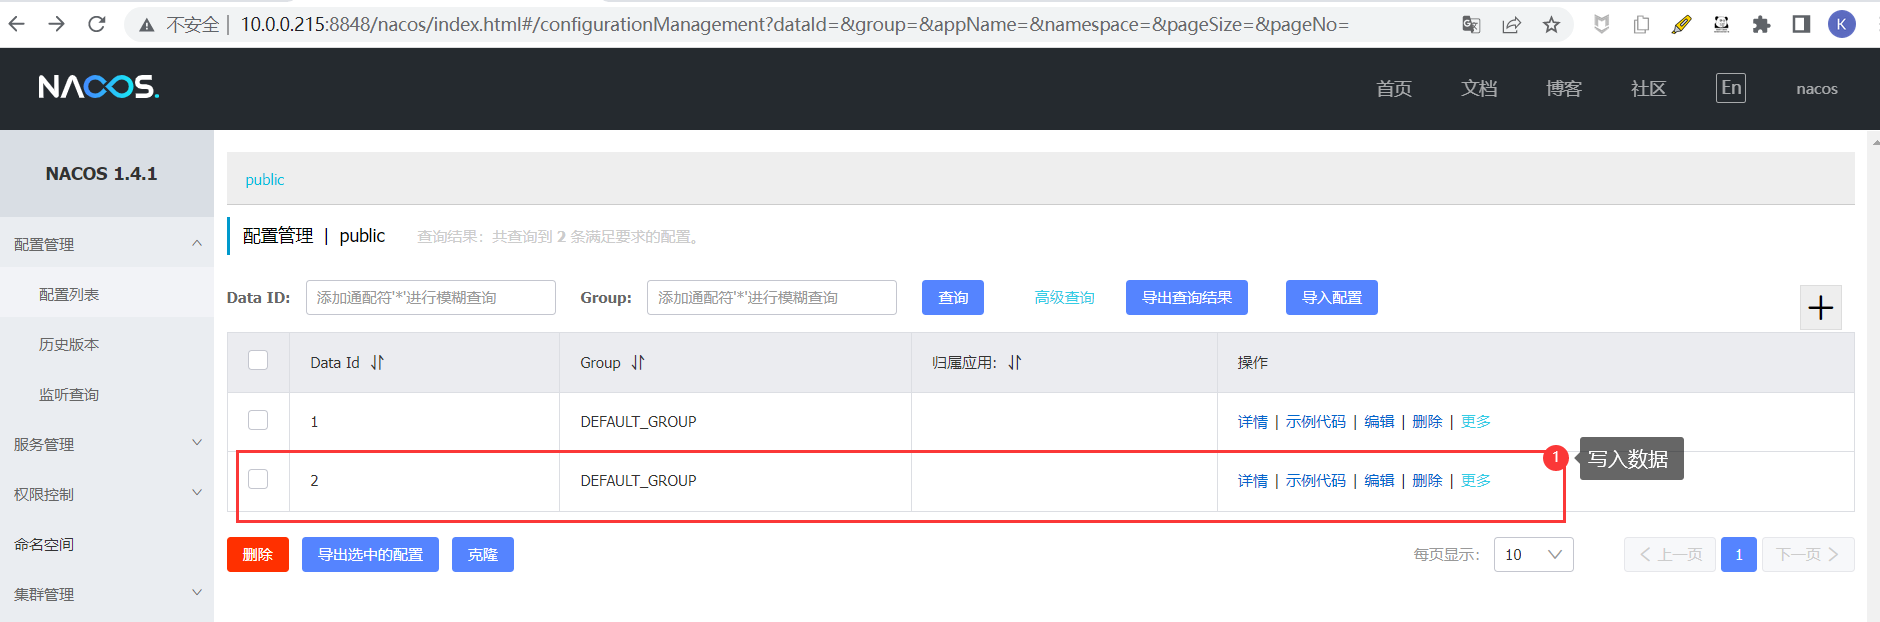 不安全 | 10.0.0.215:8848/nacos/index.html#/configurationManagement?dataId=&group=&appName=&namespace=&pageSize=&pageNo=
K
NACOS.
首页 文档 博客 社区 En nacos
NACOS 1.4.1
配置管理
配置列表
历史版本
监听查询
服务管理
权限控制
命名空间
集群管理
public
配置管理 | public 查询结果：共查询到 2 条满足要求的配置。
Data ID: 添加通配符'*'进行模糊查询 Group: 添加通配符'*'进行模糊查询 查询 高级查询 导出查询结果 导入配置
Data Id Group 归属应用: 操作
1 DEFAULT_GROUP 详情 | 示例代码 | 编辑 | 删除 | 更多
2 DEFAULT_GROUP 详情 | 示例代码 | 编辑 | 删除 | 更多
1 写入数据
删除 导出选中的配置 克隆 每页显示: 10 上一页 1 下一页